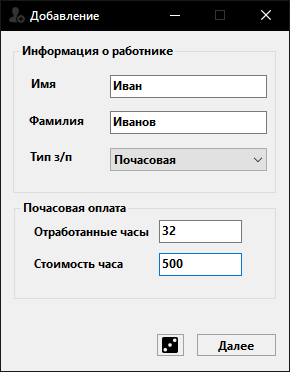 Добавление
Информация о работнике
Имя
Иван
Фамилия
Иванов
Тип з/п
Почасовая
Почасовая оплата
Отработанные часы
32
Стоимость часа
500
Далее